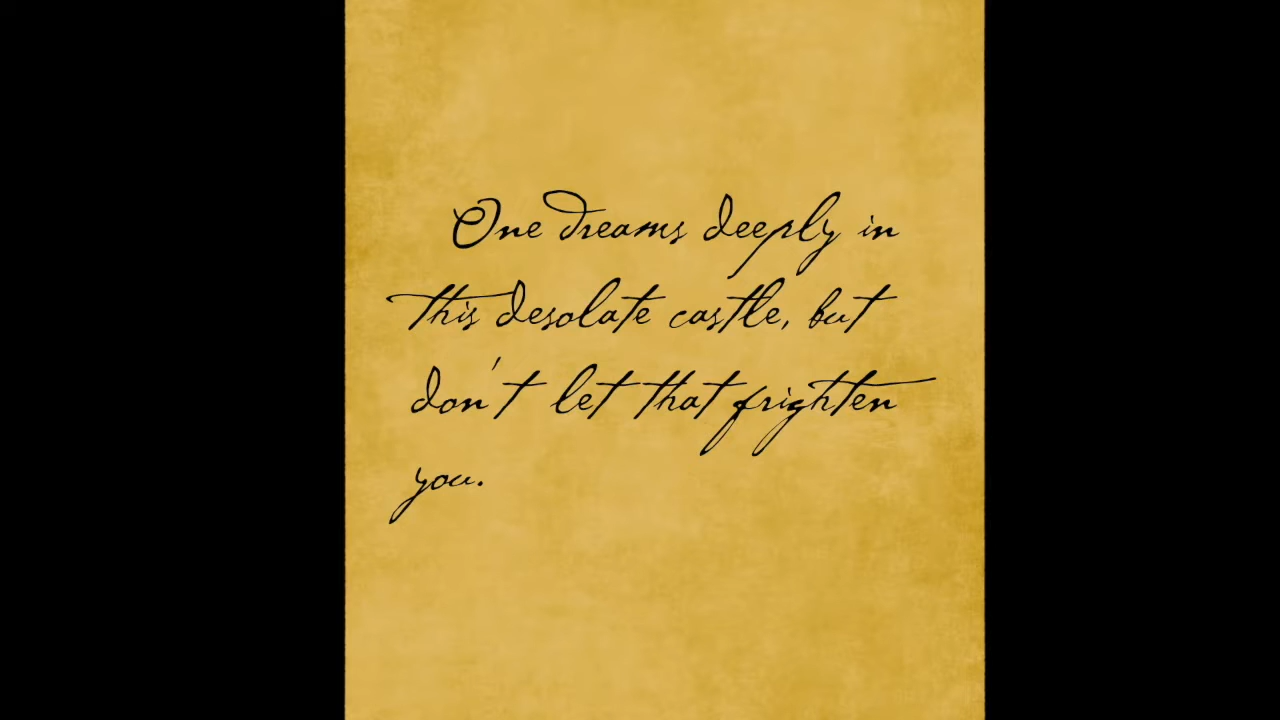 One dreams deeply in
this desolate castle, but
don't let that frighten
you.